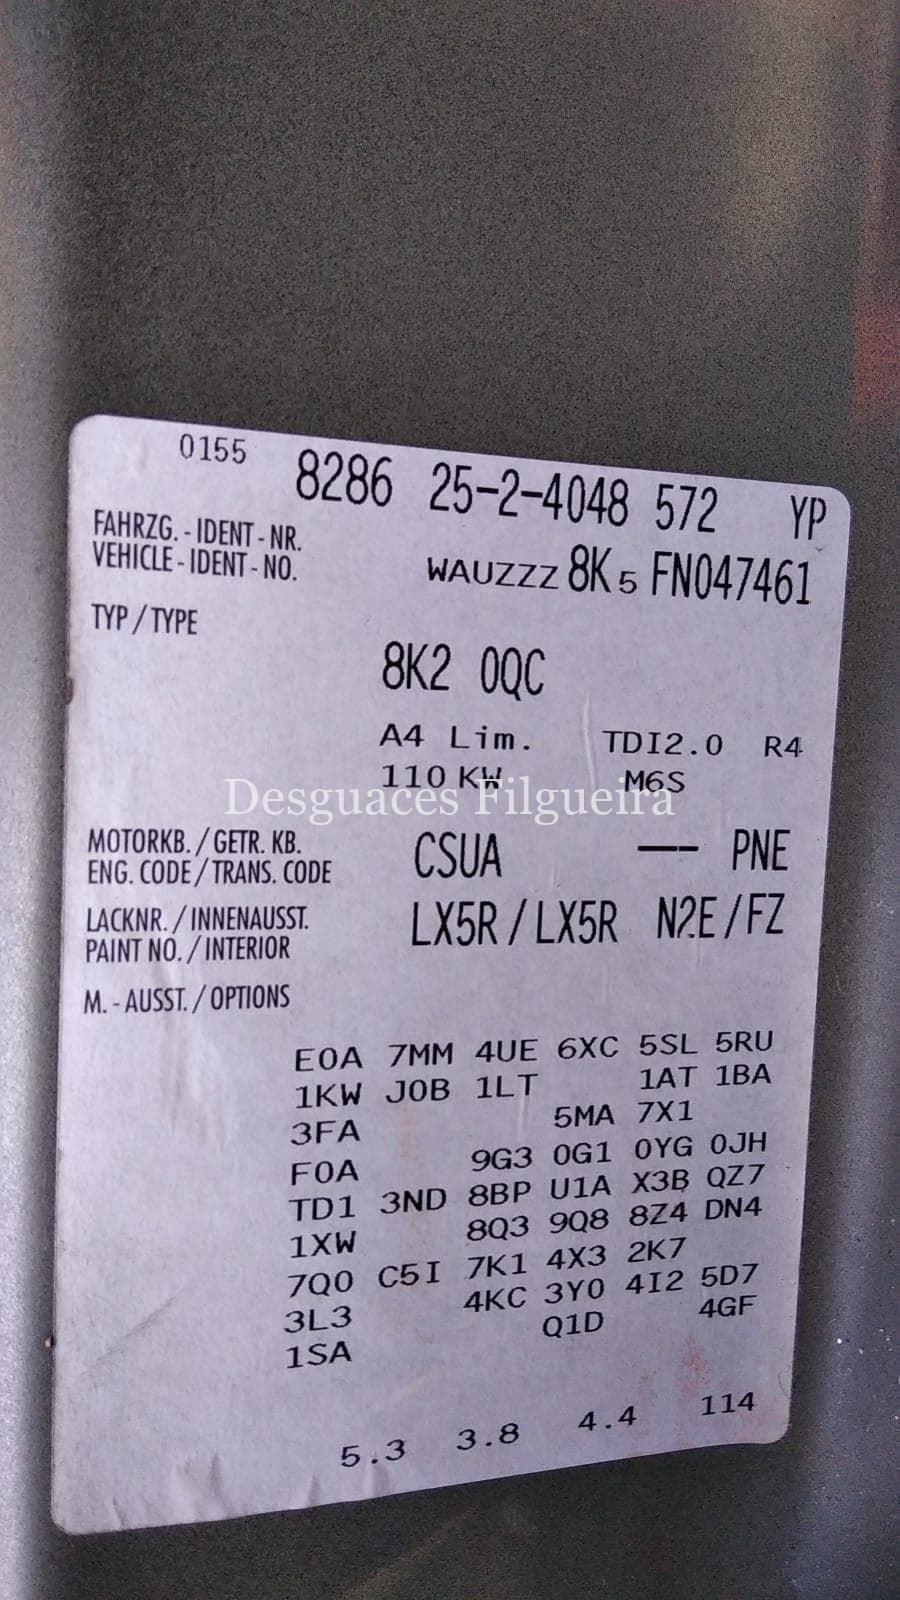 0155 8286 25-2-4048 572 YP
FAHRZG.-IDENT-NR.
VEHICLE-IDENT-NO. WAUZZZ 8K 5 FN047461
TYP/TYPE
8K2 0QC
A4 Lim. TDI2.0 R4
110 KW M6S
Desguaces Filgueira
MOTORKB./GETR. KB.
ENG. CODE/TRANS. CODE CSUA –– PNE
LACKNR./INNENAUSST.
PAINT NO./INTERIOR LX5R/LX5R N2E/FZ
M.-AUSST./OPTIONS
E0A 7MM 4UE 6XC 5SL 5RU
1KW J0B 1LT 1AT 1BA
3FA 5MA 7X1
F0A 9G3 0G1 0YG 0JH
TD1 3ND 8BP U1A X3B QZ7
1XW 8Q3 9Q8 8Z4 DN4
7Q0 C5I 7K1 4X3 2K7
3L3 4KC 3Y0 4I2 5D7
1SA Q1D 4GF
5.3 3.8 4.4 114